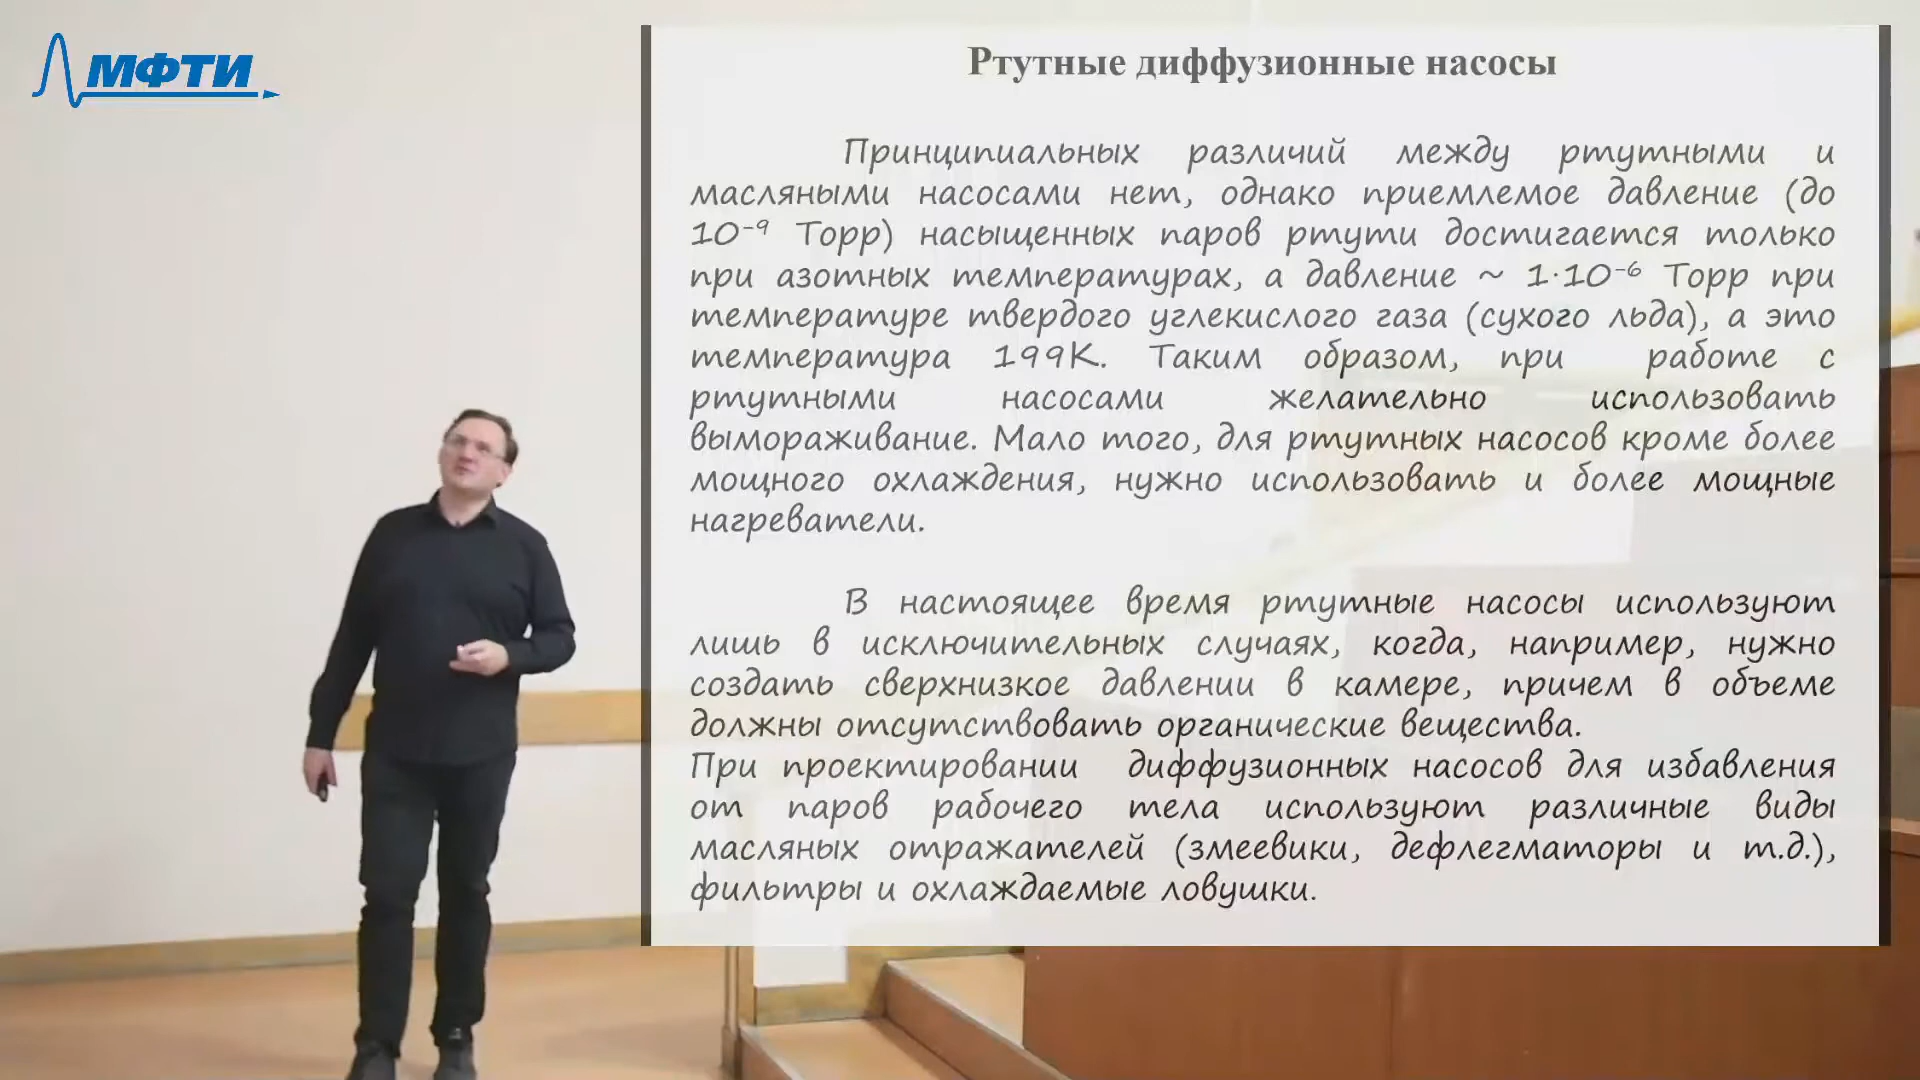 МФТИ
Ртутные диффузионные насосы
Принципиальных различий между ртутными и
масляными насосами нет, однако приемлемое давление (до
10⁻⁹ Торр) насыщенных паров ртути достигается только
при азотных температурах, а давление ~ 1·10⁻⁶ Торр при
температуре твердого углекислого газа (сухого льда), а это
температура 199К. Таким образом, при работе с
ртутными насосами желательно использовать
вымораживание. Мало того, для ртутных насосов кроме более
мощного охлаждения, нужно использовать и более мощные
нагреватели.
В настоящее время ртутные насосы используют
лишь в исключительных случаях, когда, например, нужно
создать сверхнизкое давлении в камере, причем в объеме
должны отсутствовать органические вещества.
При проектировании диффузионных насосов для избавления
от паров рабочего тела используют различные виды
масляных отражателей (змеевики, дефлегматоры и т.д.),
фильтры и охлаждаемые ловушки.